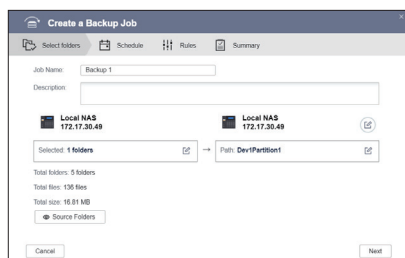 Create a Backup Job
Select folders
Schedule
Rules
Summary
Job Name:
Backup 1
Description:
Local NAS
172.17.30.49
Local NAS
172.17.30.49
Selected: 1 folders
Path: Dev1Partition1
Total folders: 5 folders
Total files: 136 files
Total size: 16.81 MB
Source Folders
Cancel
Next